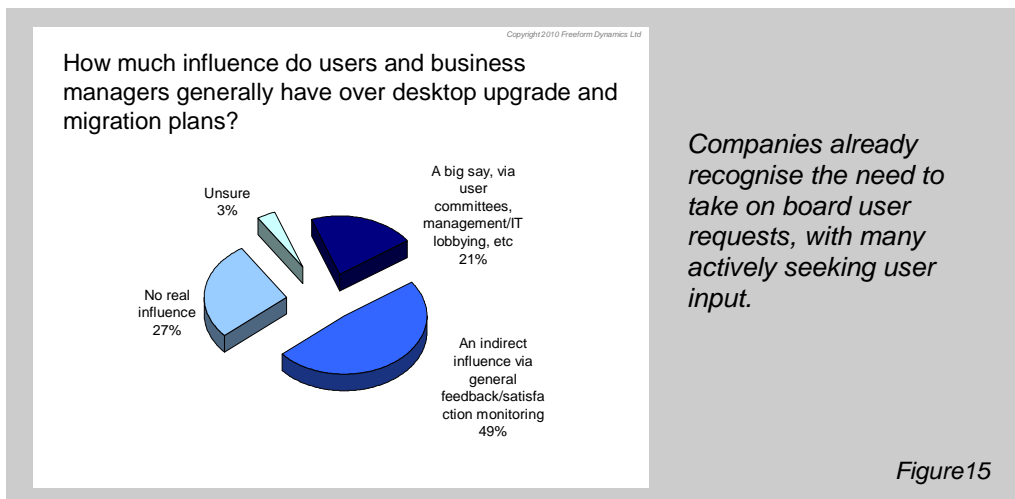 Copyright 2010 Freeform Dynamics Ltd
How much influence do users and business
managers generally have over desktop upgrade and
migration plans?
A big say, via
user
committees,
management/IT
lobbying, etc
21%
Unsure
3%
No real
influence
27%
An indirect
influence via
general
feedback/satisfa
ction monitoring
49%
Companies already
recognise the need to
take on board user
requests, with many
actively seeking user
input.
Figure15